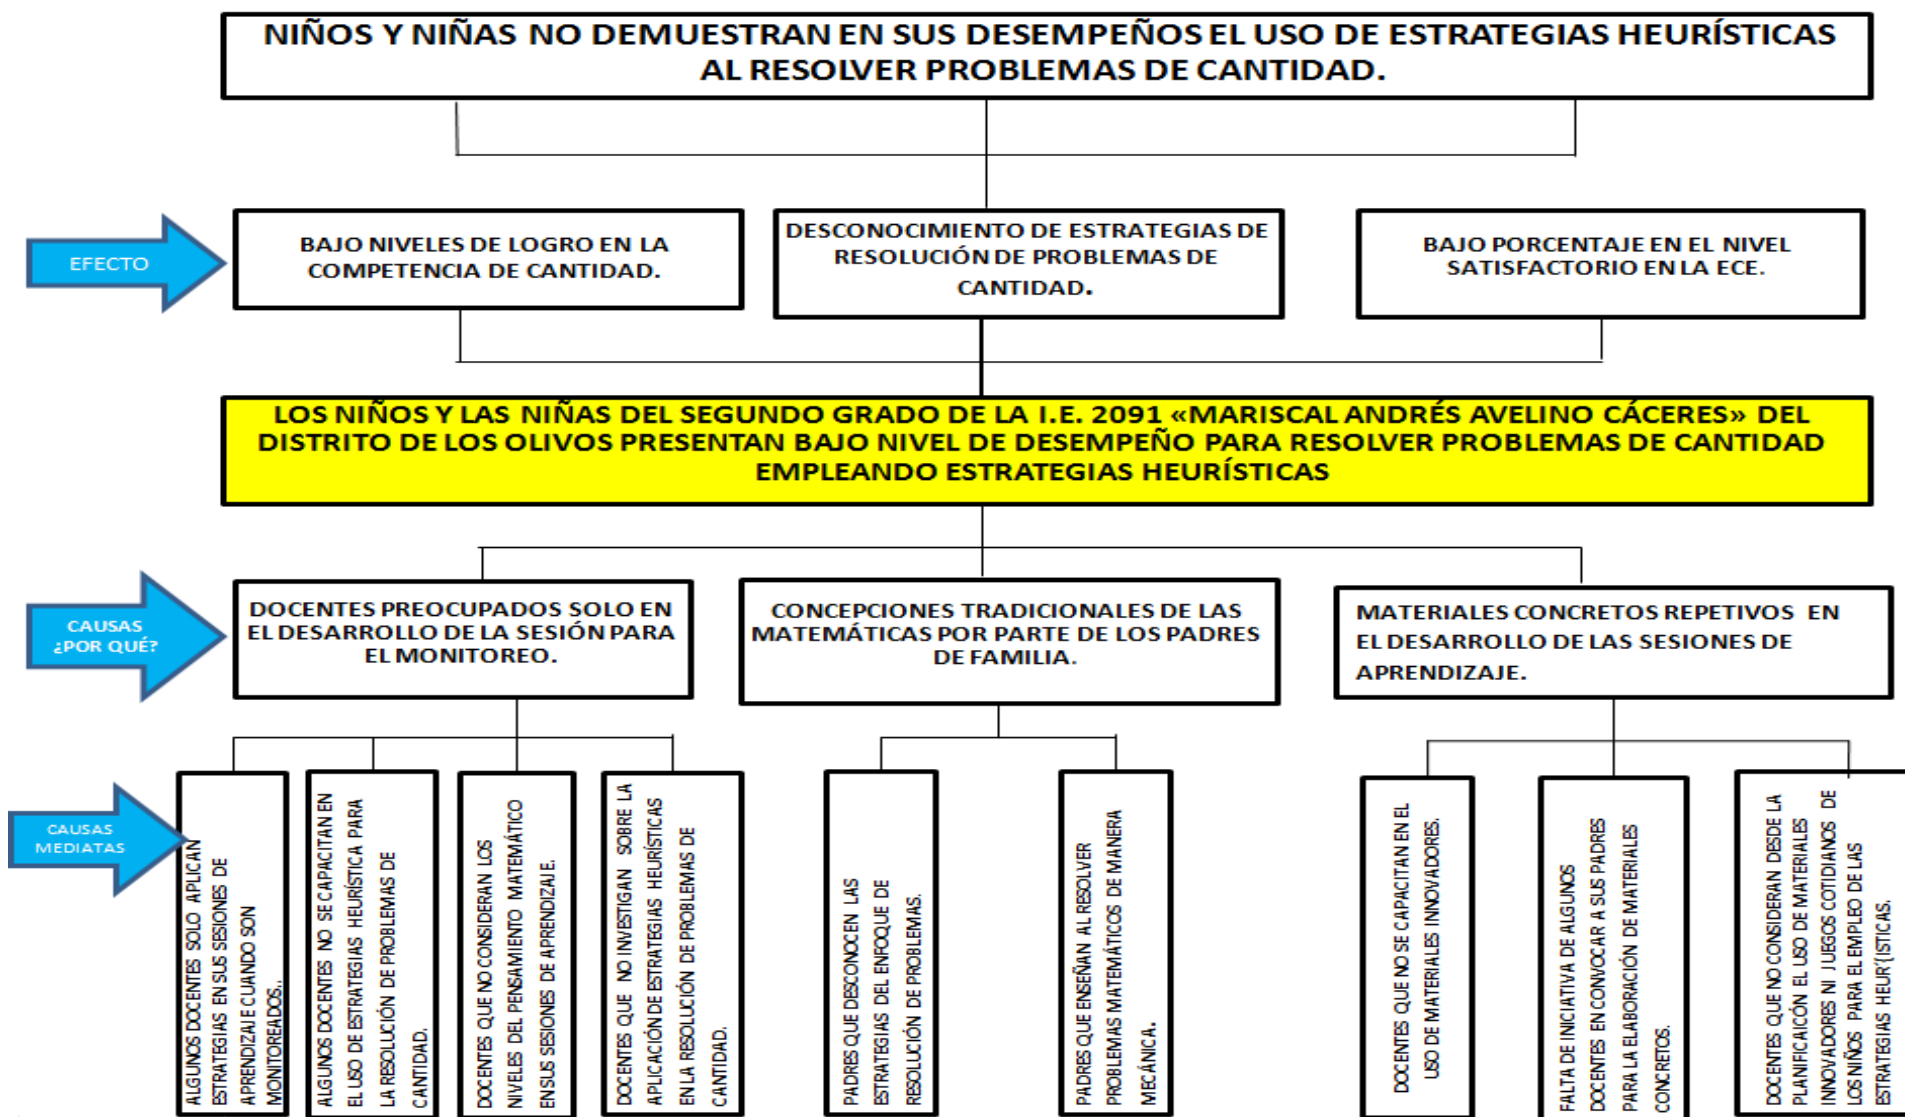 NIÑOS Y NIÑAS NO DEMUESTRAN EN SUS DESEMPEÑOS EL USO DE ESTRATEGIAS HEURÍSTICAS
AL RESOLVER PROBLEMAS DE CANTIDAD.
EFECTO
BAJO NIVELES DE LOGRO EN LA
COMPETENCIA DE CANTIDAD.
DESCONOCIMIENTO DE ESTRATEGIAS DE
RESOLUCIÓN DE PROBLEMAS DE
CANTIDAD.
BAJO PORCENTAJE EN EL NIVEL
SATISFACTORIO EN LA ECE.
LOS NIÑOS Y LAS NIÑAS DEL SEGUNDO GRADO DE LA I.E. 2091 «MARISCAL ANDRÉS AVELINO CÁCERES» DEL
DISTRITO DE LOS OLIVOS PRESENTAN BAJO NIVEL DE DESEMPEÑO PARA RESOLVER PROBLEMAS DE CANTIDAD
EMPLEANDO ESTRATEGIAS HEURÍSTICAS
CAUSAS
¿POR QUÉ?
DOCENTES PREOCUPADOS SOLO EN
EL DESARROLLO DE LA SESIÓN PARA
EL MONITOREO.
CONCEPCIONES TRADICIONALES DE LAS
MATEMÁTICAS POR PARTE DE LOS PADRES
DE FAMILIA.
MATERIALES CONCRETOS REPETIVOS EN
EL DESARROLLO DE LAS SESIONES DE
APRENDIZAJE.
CAUSAS
MEDIATAS
ALGUNOS DOCENTES SOLO APLICAN
ESTRATEGIAS EN SUS SESIONES DE
APRENDIZAJE CUANDO SON
MONITOREADOS..
ALGUNOS DOCENTES NO SE CAPACITAN EN
EL USO DE ESTRATEGIAS HEURÍSTICA PARA
LA RESOLUCIÓN DE PROBLEMAS DE
CANTIDAD.
DOCENTES QUE NO CONSIDERAN LOS
NIVELES DEL PENSAMIENTO MATEMÁTICO
EN SUS SESIONES DE APRENDIZAJE.
DOCENTES QUE NO INVESTIGAN SOBRE LA
APLICACIÓN DE ESTRATEGIAS HEURÍSTICAS
EN LA RESOLUCIÓN DE PROBLEMAS DE
CANTIDAD.
PADRES QUE DESCONOCEN LAS
ESTRATEGIAS DEL ENFOQUE DE
RESOLUCIÓN DE PROBLEMAS.
PADRES QUE ENSEÑAN AL RESOLVER
PROBLEMAS MATEMÁTICOS DE MANERA
MECÁNICA.
DOCENTES QUE NO SE CAPACITAN EN EL
USO DE MATERIALES INNOVADORES.
FALTA DE INICIATIVA DE ALGUNOS
DOCENTES EN CONVOCAR A SUS PADRES
PARA LA ELABORACIÓN DE MATERIALES
CONCRETOS.
DOCENTES QUE NO CONSIDERAN DESDE LA
PLANIFICAICÓN EL USO DE MATERIALES
INNOVADORES NI JUEGOS COTIDIANOS DE
LOS NIÑOS PARA EL EMPLEO DE LAS
ESTRATEGIAS HEUR´{ISTICAS.